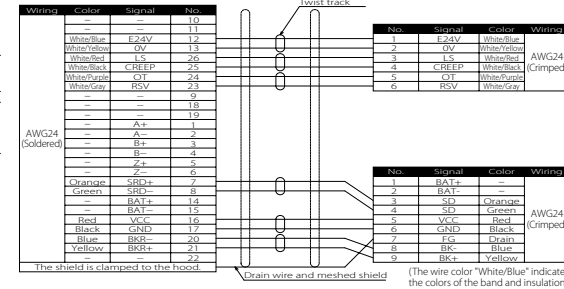 Twist track
Wiring Color Signal No.
– – 10
– – 11
White/Blue E24V 12
White/Yellow 0V 13
White/Red LS 26
White/Black CREEP 25
White/Purple OT 24
White/Gray RSV 23
– – 9
– – 18
– – 19
– A+ 1
– A− 2
AWG24 (Soldered)
– B+ 3
– B− 4
– Z+ 5
– Z− 6
Orange SRD+ 7
Green SRD− 8
– BAT+ 14
– BAT− 15
Red VCC 16
Black GND 17
Blue BKR− 20
Yellow BKR+ 21
– – 22
The shield is clamped to the hood.
Drain wire and meshed shield
No. Signal Color Wiring
1 E24V White/Blue
2 0V White/Yellow
3 LS White/Red
4 CREEP White/Black
5 OT White/Purple
6 RSV White/Gray
AWG24
(Crimped
No. Signal Color Wiring
1 BAT+ –
2 BAT- –
3 SD Orange
4 SD Green
5 VCC Red
6 GND Black
7 FG Drain
8 BK- Blue
9 BK+ Yellow
AWG24
(Crimped
(The wire color "White/Blue" indicate
the colors of the band and insulation